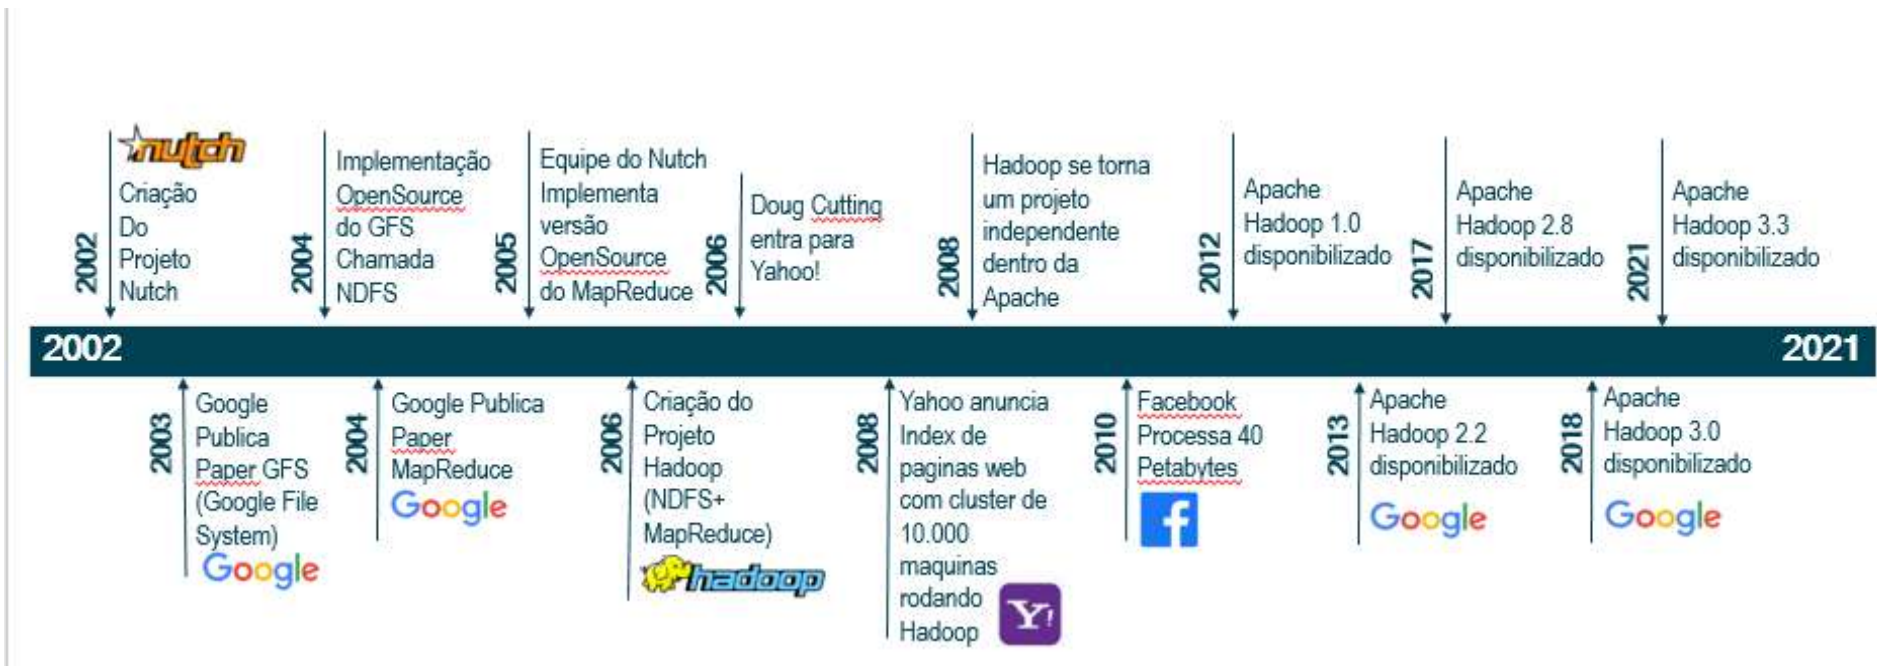 nutch
Criação
Do
Projeto
Nutch
2002
Implementação
OpenSource
do GFS
Chamada
NDFS
2004
Equipe do Nutch
Implementa
versão
OpenSource
do MapReduce
2005
Doug Cutting
entra para
Yahoo!
2006
Hadoop se torna
um projeto
independente
dentro da
Apache
2008
Apache
Hadoop 1.0
disponibilizado
2012
Apache
Hadoop 2.8
disponibilizado
2017
Apache
Hadoop 3.3
disponibilizado
2021
2002
2021
2003
Google
Publica
Paper GFS
(Google File
System)
Google
2004
Google Publica
Paper
MapReduce
Google
2006
Criação do
Projeto
Hadoop
(NDFS+
MapReduce)
hadoop
2008
Yahoo anuncia
Index de
paginas web
com cluster de
10.000
maquinas
rodando
Hadoop
Y!
2010
Facebook
Processa 40
Petabytes
f
2013
Apache
Hadoop 2.2
disponibilizado
Google
2018
Apache
Hadoop 3.0
disponibilizado
Google